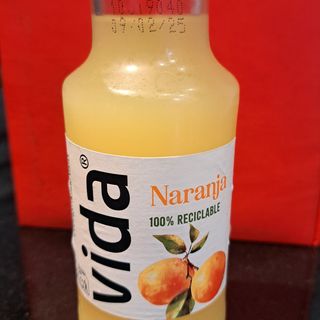 09/02/25
vida®
Naranja
100% RECICLABLE